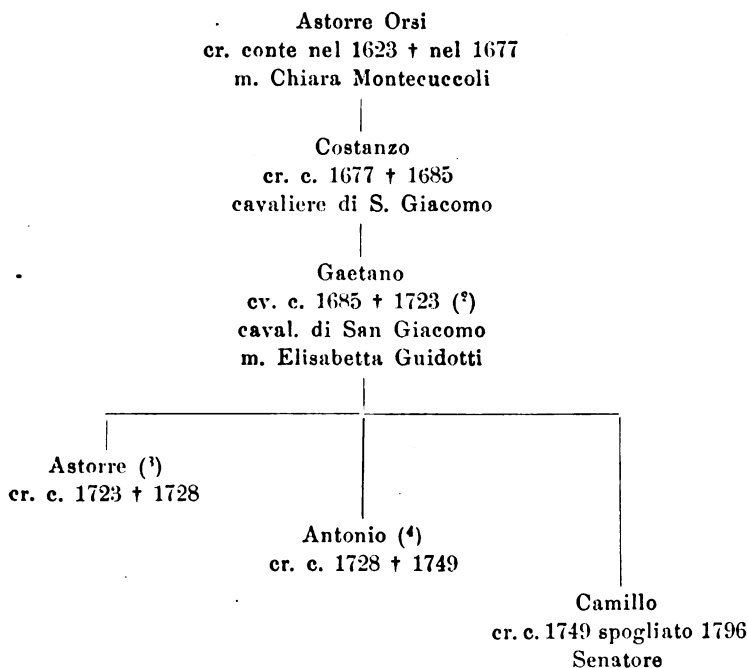 Astorre Orsi
cr. conte nel 1623 † nel 1677
m. Chiara Montecuccoli
Costanzo
cr. c. 1677 † 1685
cavaliere di S. Giacomo
Gaetano
cv. c. 1685 † 1723 (²)
caval. di San Giacomo
m. Elisabetta Guidotti
Astorre (³)
cr. c. 1723 † 1728
Antonio (⁴)
cr. c. 1728 † 1749
Camillo
cr. c. 1749 spogliato 1796
Senatore